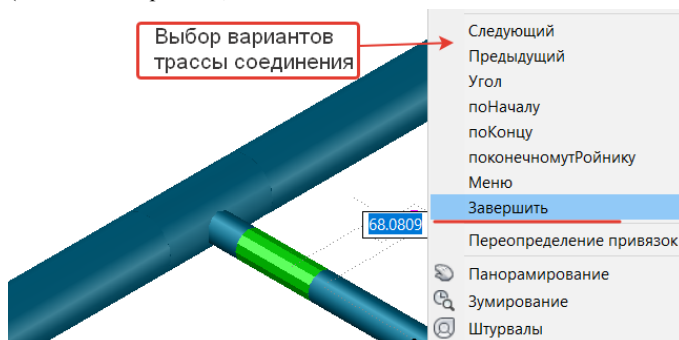 Выбор вариантов
трассы соединения
68.0809
Следующий
Предыдущий
Угол
поНачалу
поКонцу
поконечномутРойнику
Меню
Завершить
Переопределение привязок
Панорамирование
Зумирование
Штурвалы